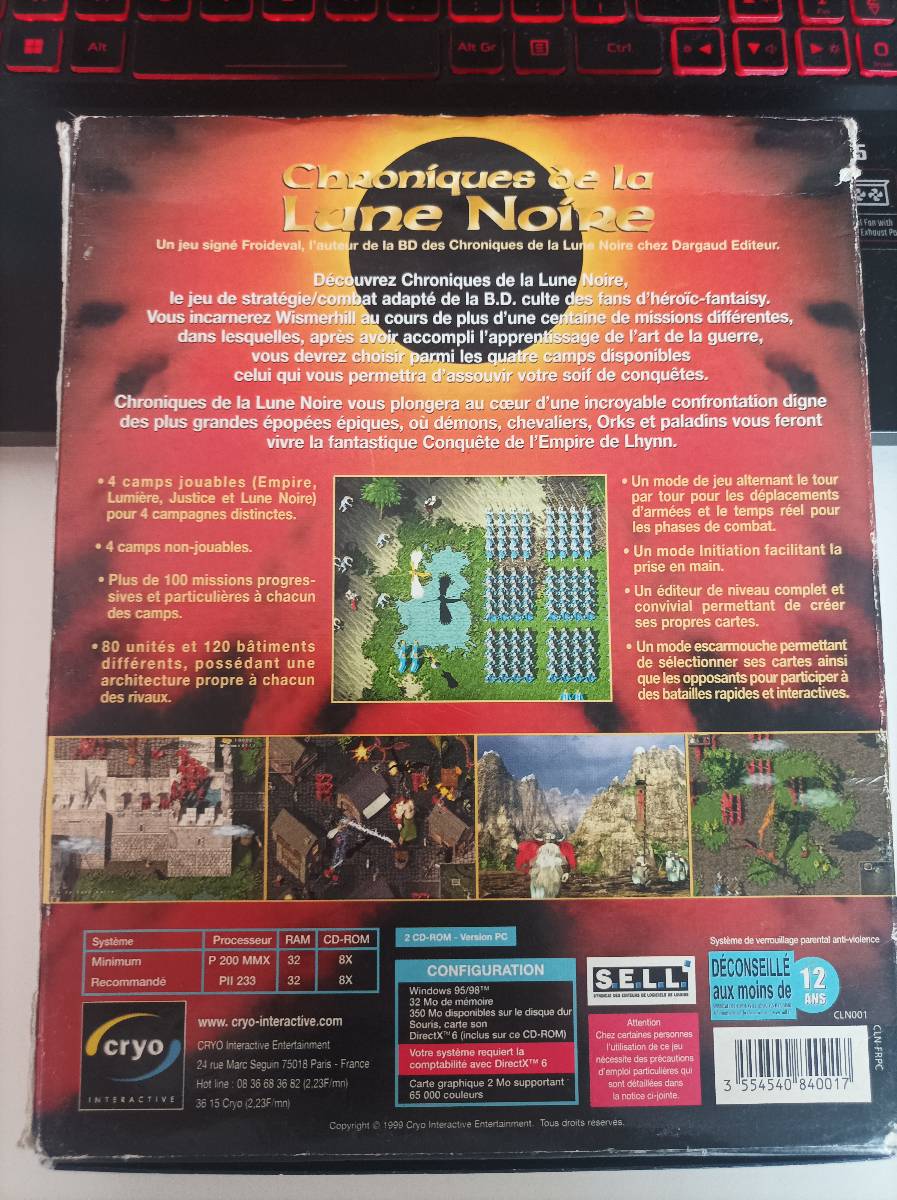 Alt
Alt Gr
Ctrl
Fan with
Exhaust Po
Chroniques de la
Lune Noire
Un jeu signé Froideval, l'auteur de la BD des Chroniques de la Lune Noire chez Dargaud Editeur.
Découvrez Chroniques de la Lune Noire,
le jeu de stratégie/combat adapté de la B.D. culte des fans d'héroïc-fantaisy.
Vous incarnerez Wismerhill au cours de plus d'une centaine de missions différentes,
dans lesquelles, après avoir accompli l'apprentissage de l'art de la guerre,
vous devrez choisir parmi les quatre camps disponibles
celui qui vous permettra d'assouvir votre soif de conquêtes.
Chroniques de la Lune Noire vous plongera au cœur d'une incroyable confrontation digne
des plus grandes épopées épiques, où démons, chevaliers, Orks et paladins vous feront
vivre la fantastique Conquête de l'Empire de Lhynn.
• 4 camps jouables (Empire,
Lumière, Justice et Lune Noire)
pour 4 campagnes distinctes.
• 4 camps non-jouables.
• Plus de 100 missions progres-
sives et particulières à chacun
des camps.
• 80 unités et 120 bâtiments
différents, possédant une
architecture propre à chacun
des rivaux.
• Un mode de jeu alternant le tour
par tour pour les déplacements
d'armées et le temps réel pour
les phases de combat.
• Un mode Initiation facilitant la
prise en main.
• Un éditeur de niveau complet et
convivial permettant de créer
ses propres cartes.
• Un mode escarmouche permettant
de sélectionner ses cartes ainsi
que les opposants pour participer à
des batailles rapides et interactives.
Système Processeur RAM CD-ROM
Minimum P 200 MMX 32 8X
Recommandé PII 233 32 8X
cryo
INTERACTIVE
www. cryo-interactive.com
CRYO Interactive Entertainment
24 rue Marc Seguin 75018 Paris - France
Hot line : 08 36 68 36 82 (2,23F/mn)
36 15 Cryo (2,23F/mn)
2 CD-ROM - Version PC
CONFIGURATION
Windows 95/98™
32 Mo de mémoire
350 Mo disponibles sur le disque dur
Souris, carte son
DirectX™ 6 (inclus sur ce CD-ROM)
Votre système requiert la
comptabilité avec DirectX™ 6
Carte graphique 2 Mo supportant
65 000 couleurs
S.E.L.L.
SYNDICAT DES EDITEURS DE LOGICIELS DE LOISIRS
Attention
Chez certaines personnes
l'utilisation de ce jeu
nécessite des précautions
d'emploi particulières qui
sont détaillées dans
la notice ci-jointe.
Système de verrouillage parental anti-violence
DÉCONSEILLÉ
aux moins de
12
ANS
CLN001
CLN-FRPC
3 554540 840017
Copyright © 1999 Cryo Interactive Entertainment. Tous droits réservés.